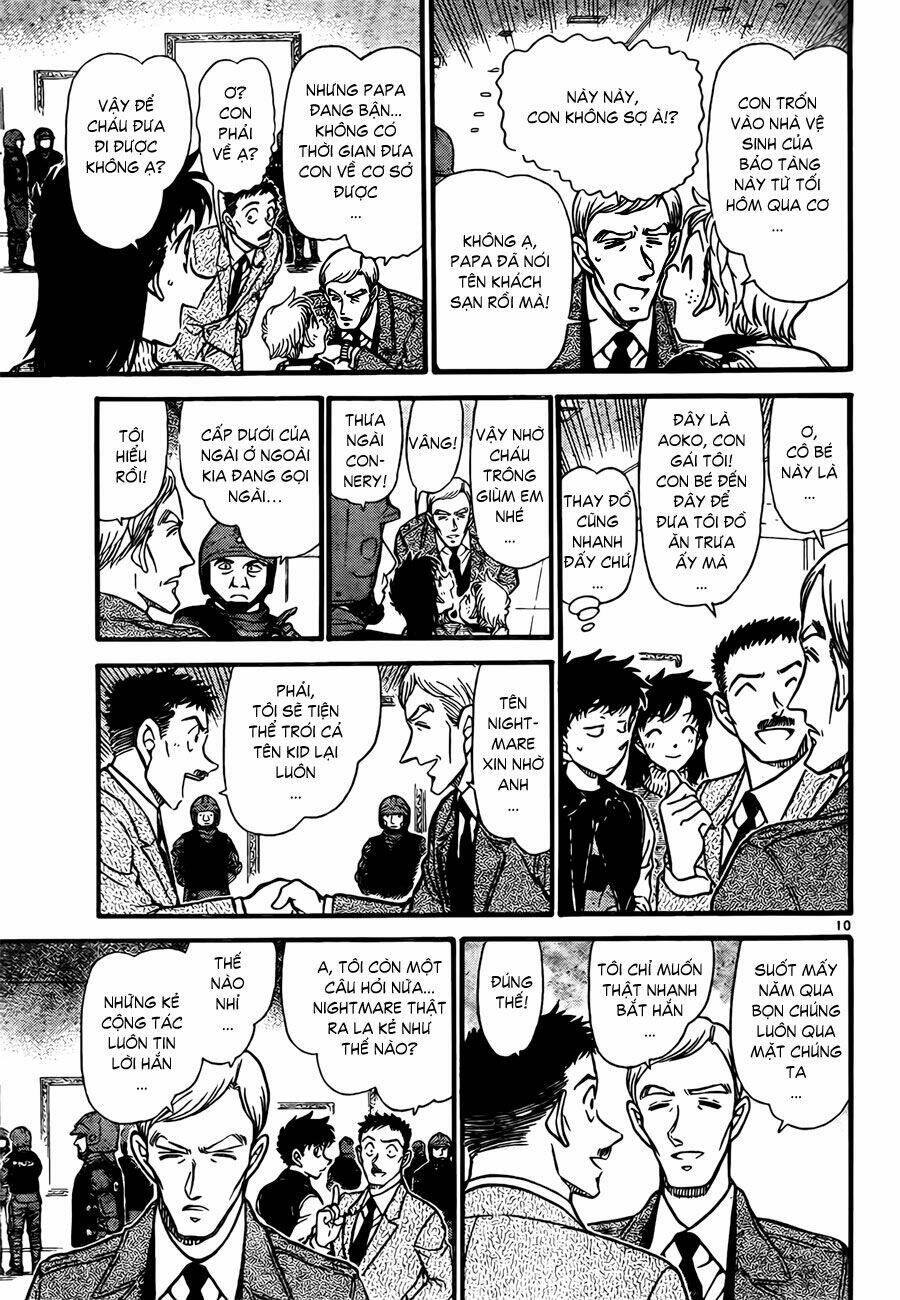 CON TRỐN
VÀO NHÀ VỆ
SINH CỦA
BẢO TÀNG
NÀY TỪ TỐI
HÔM QUA CƠ
NÀY NÀY,
CON KHÔNG SỢ À!?
KHÔNG Ạ,
PAPA ĐÃ NÓI
TÊN KHÁCH
SẠN RỒI MÀ!
NHƯNG PAPA
ĐANG BẬN...
KHÔNG CÓ
THỜI GIAN ĐƯA
CON VỀ CƠ SỞ
ĐƯỢC
...
Ơ?
CON
PHẢI
VỀ Ạ?
VẬY ĐỂ
CHÁU ĐƯA
ĐI ĐƯỢC
KHÔNG Ạ?
Ơ,
CÔ BÉ
NÀY LÀ
...
ĐÂY LÀ
AOKO, CON
GÁI TÔI!
CON BÉ ĐẾN
ĐÂY ĐỂ
ĐƯA TÔI ĐỒ
ĂN TRƯA
ẤY MÀ
...
THAY ĐỒ
CŨNG
NHANH
ĐẤY CHỨ
...
VẬY NHỜ
CHÁU
TRÔNG
GIÙM EM
NHÉ
VÂNG!
THƯA
NGÀI
CON-
NERY!
CẤP DƯỚI CỦA
NGÀI Ở NGOÀI
KIA ĐANG GỌI
NGÀI...
TÔI
HIỂU
RỒI!
TÊN
NIGHT-
MARE
XIN NHỜ
ANH
...
PHẢI,
TÔI SẼ TIỆN
THỂ TRÓI CẢ
TÊN KID LẠI
LUÔN
...
10
SUỐT MẤY
NĂM QUA
BỌN CHÚNG
LUÔN QUA
MẶT CHÚNG
TA
TÔI CHỈ MUỐN
THẬT NHANH
BẮT HẮN
...
ĐÚNG
THẾ!
A, TÔI CÒN MỘT
CÂU HỎI NỮA...
NIGHTMARE THẬT
RA LA KẺ NHƯ
THẾ NÀO?
THẾ
NÀO
NHỈ
...
NHỮNG KẺ
CỘNG TÁC
LUÔN TIN
LỜI HẮN
...